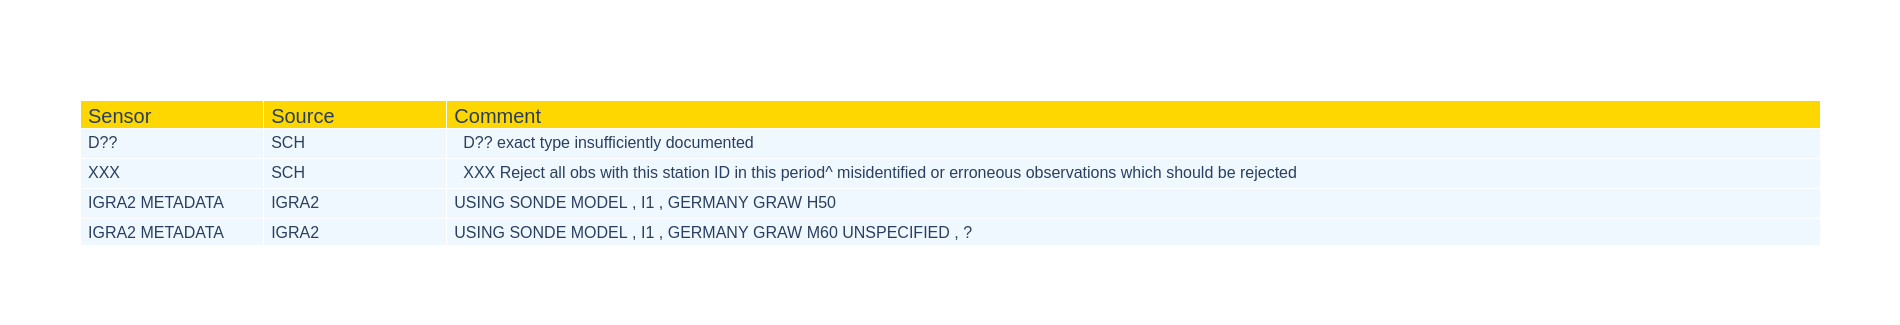 Sensor Source Comment
D?? SCH D?? exact type insufficiently documented
XXX SCH XXX Reject all obs with this station ID in this period^ misidentified or erroneous observations which should be rejected
IGRA2 METADATA IGRA2 USING SONDE MODEL , I1 , GERMANY GRAW H50
IGRA2 METADATA IGRA2 USING SONDE MODEL , I1 , GERMANY GRAW M60 UNSPECIFIED , ?